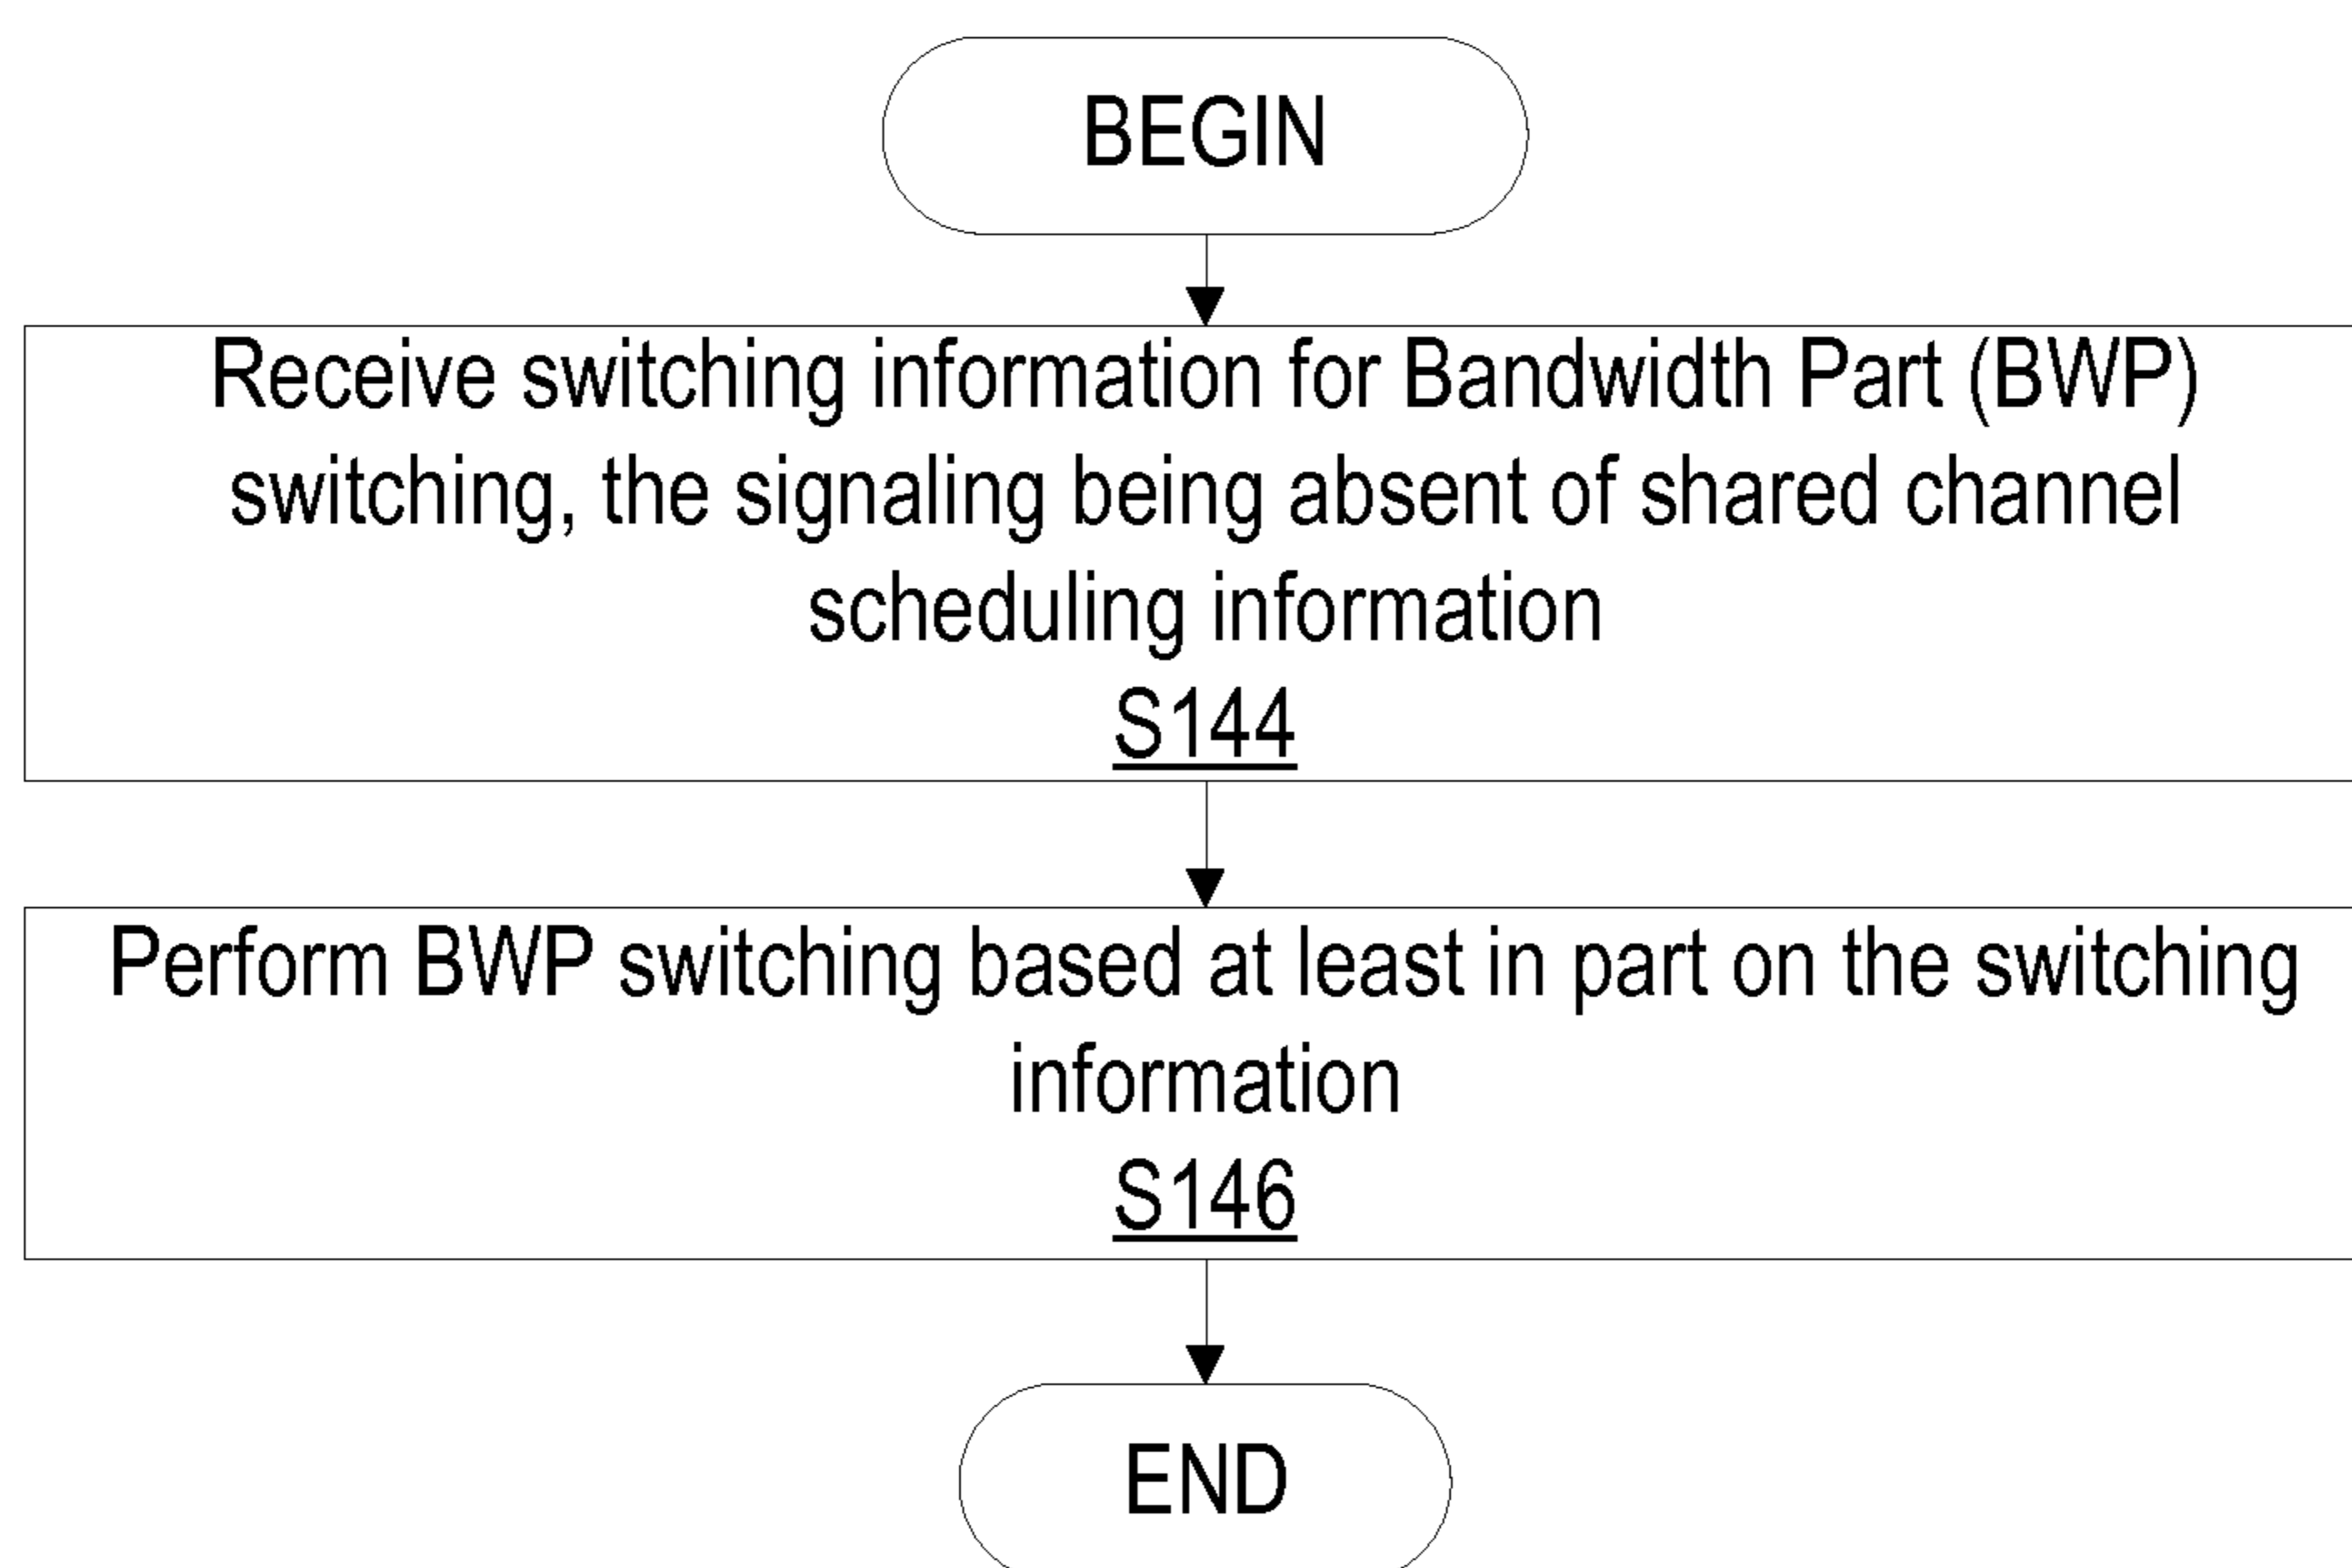 BEGIN
Receive switching information for Bandwidth Part (BWP)
switching, the signaling being absent of shared channel
scheduling information
S144
Perform BWP switching based at least in part on the switching
information
S146
END